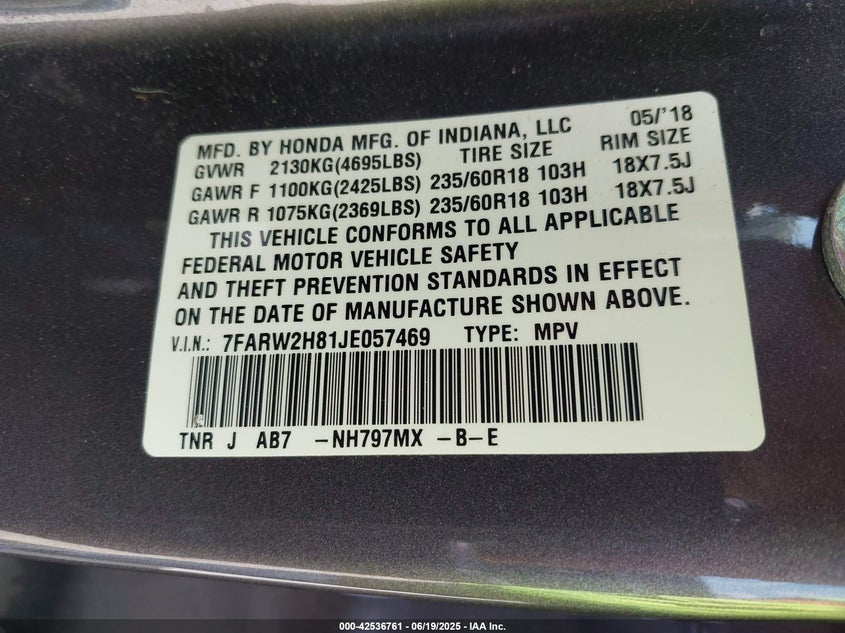 MFD. BY HONDA MFG. OF INDIANA, LLC 05/'18
GVWR 2130KG(4695LBS) TIRE SIZE RIM SIZE
GAWR F 1100KG(2425LBS) 235/60R18 103H 18X7.5J
GAWR R 1075KG(2369LBS) 235/60R18 103H 18X7.5J
THIS VEHICLE CONFORMS TO ALL APPLICABLE
FEDERAL MOTOR VEHICLE SAFETY
AND THEFT PREVENTION STANDARDS IN EFFECT
ON THE DATE OF MANUFACTURE SHOWN ABOVE.
V.I.N.: 7FARW2H81JE057469 TYPE: MPV
TNR J AB7 -NH797MX -B-E
000-42536761 - 06/19/2025 - IAA Inc.